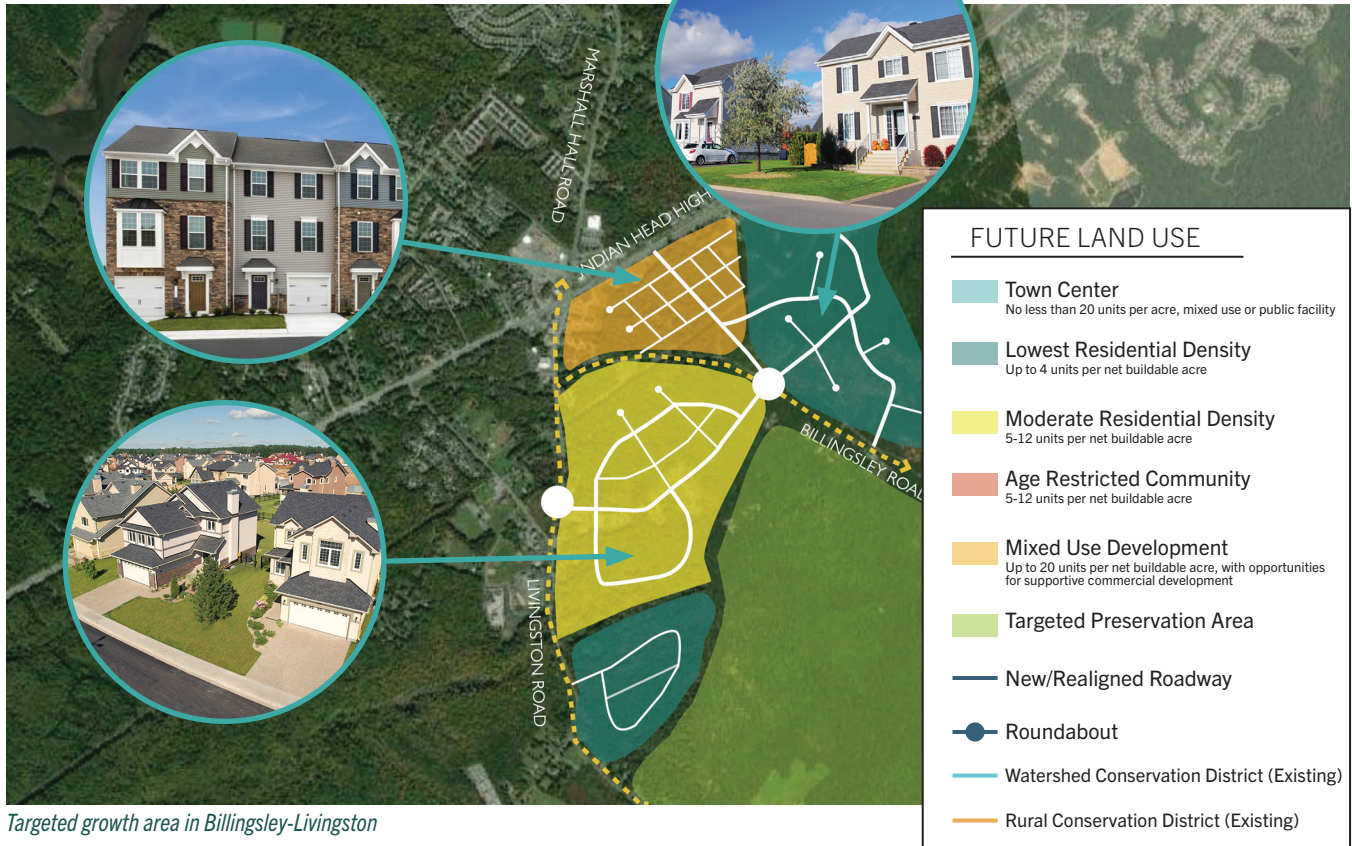 MARSHALL HALL ROAD
INDIAN HEAD HIGH
BILLINGSLEY ROAD
LIVINGSTON ROAD
FUTURE LAND USE
Town Center
No less than 20 units per acre, mixed use or public facility
Lowest Residential Density
Up to 4 units per net buildable acre
Moderate Residential Density
5-12 units per net buildable acre
Age Restricted Community
5-12 units per net buildable acre
Mixed Use Development
Up to 20 units per net buildable acre, with opportunities
for supportive commercial development
Targeted Preservation Area
New/Realigned Roadway
Roundabout
Watershed Conservation District (Existing)
Rural Conservation District (Existing)
Targeted growth area in Billingsley-Livingston